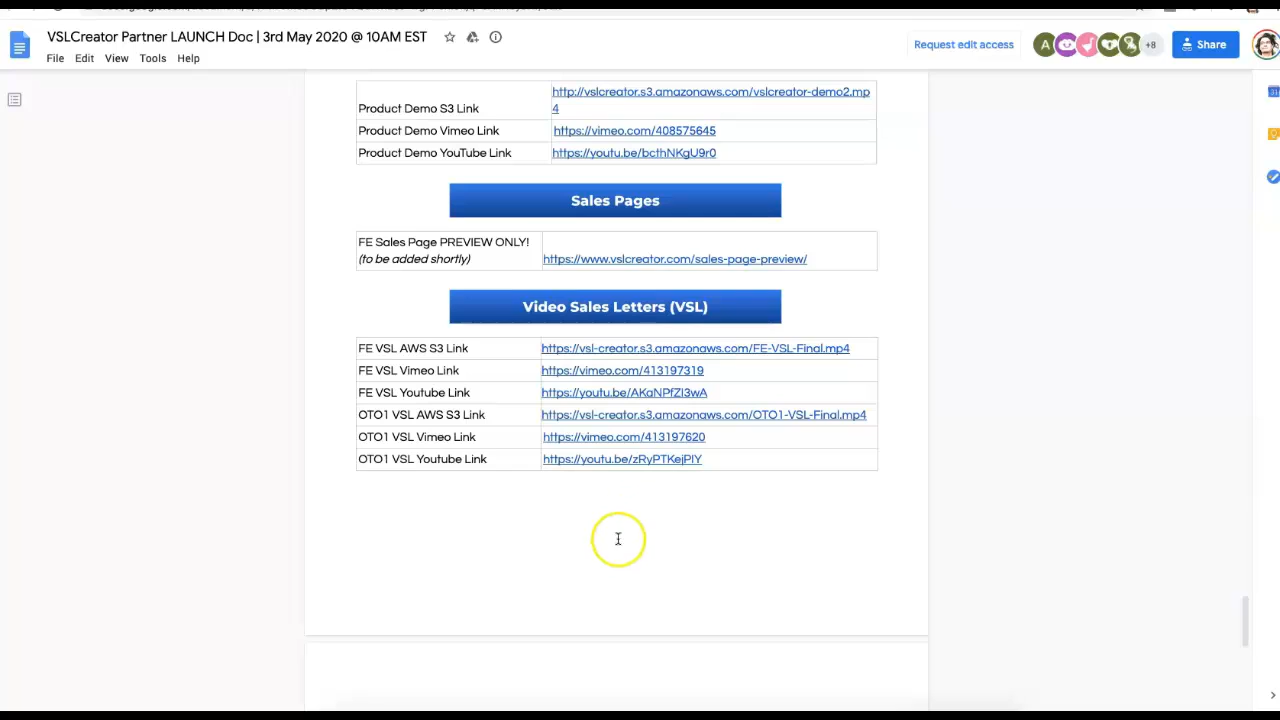 VSLCreator Partner LAUNCH Doc | 3rd May 2020 @ 10AM EST
File Edit View Tools Help
Request edit access
A
+8
Share
Product Demo S3 Link http://vslcreator.s3.amazonaws.com/vslcreator-demo2.mp
4
Product Demo Vimeo Link https://vimeo.com/408575645
Product Demo YouTube Link https://youtu.be/bcthNKgU9r0
Sales Pages
FE Sales Page PREVIEW ONLY!
(to be added shortly) https://www.vslcreator.com/sales-page-preview/
Video Sales Letters (VSL)
FE VSL AWS S3 Link https://vsl-creator.s3.amazonaws.com/FE-VSL-Final.mp4
FE VSL Vimeo Link https://vimeo.com/413197319
FE VSL Youtube Link https://youtu.be/AKaNPfZI3wA
OTO1 VSL AWS S3 Link https://vsl-creator.s3.amazonaws.com/OTO1-VSL-Final.mp4
OTO1 VSL Vimeo Link https://vimeo.com/413197620
OTO1 VSL Youtube Link https://youtu.be/zRyPTKejPlY